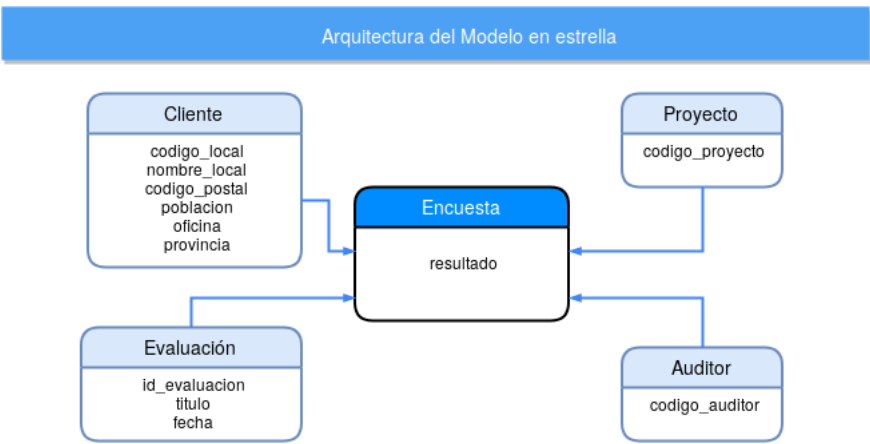 Arquitectura del Modelo en estrella
Cliente
codigo_local
nombre_local
codigo_postal
poblacion
oficina
provincia
Proyecto
codigo_proyecto
Encuesta
resultado
Evaluación
id_evaluacion
titulo
fecha
Auditor
codigo_auditor